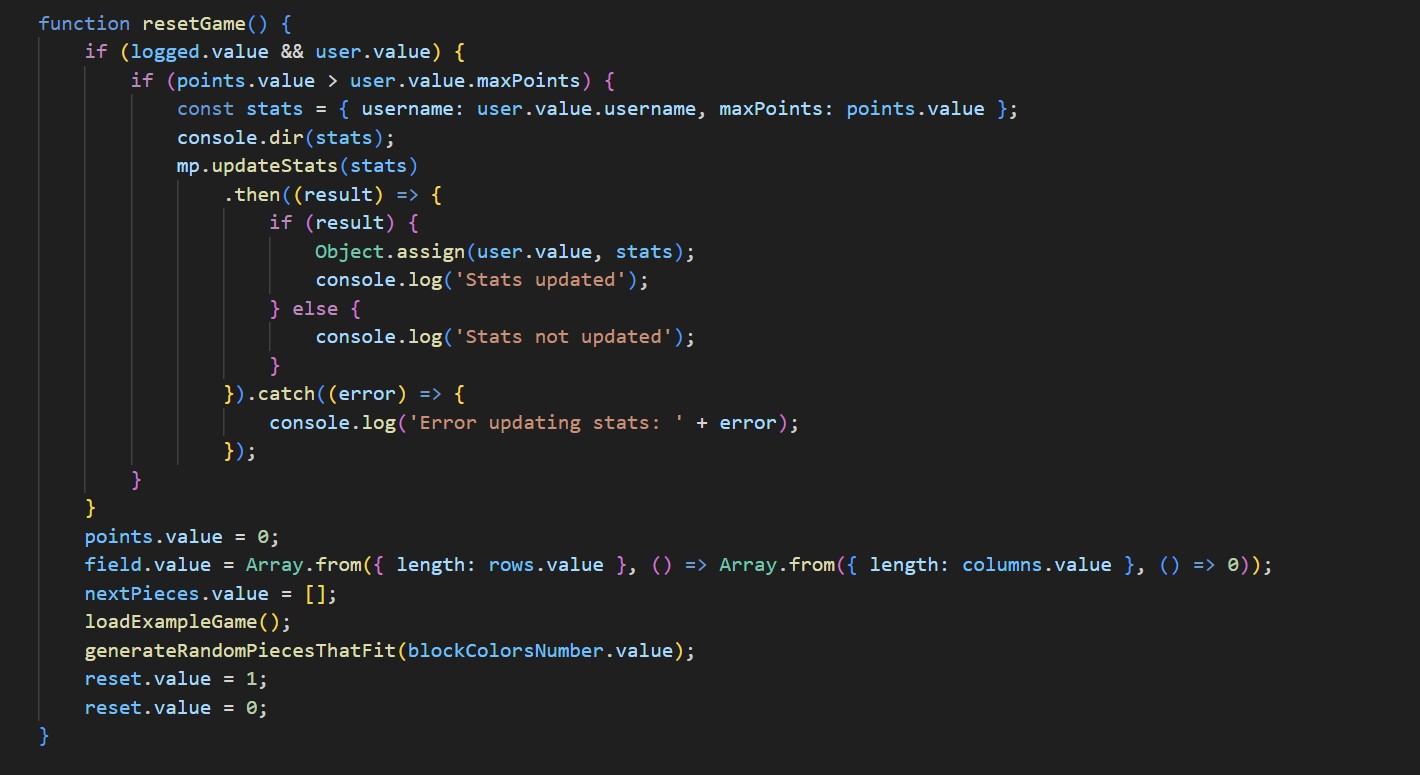 function resetGame() {
    if (logged.value && user.value) {
        if (points.value > user.value.maxPoints) {
            const stats = { username: user.value.username, maxPoints: points.value };
            console.dir(stats);
            mp.updateStats(stats)
                .then((result) => {
                    if (result) {
                        Object.assign(user.value, stats);
                        console.log('Stats updated');
                    } else {
                        console.log('Stats not updated');
                    }
                }).catch((error) => {
                    console.log('Error updating stats: ' + error);
                });
        }
    }
    points.value = 0;
    field.value = Array.from({ length: rows.value }, () => Array.from({ length: columns.value }, () => 0));
    nextPieces.value = [];
    loadExampleGame();
    generateRandomPiecesThatFit(blockColorsNumber.value);
    reset.value = 1;
    reset.value = 0;
}